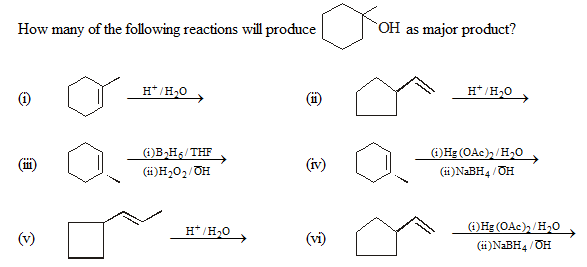 How many of the following reactions will produce OH as major product?
(i) H⁺/H₂O (ii) H⁺/H₂O
(iii) (i)B₂H₆/THF (ii)H₂O₂/ŌH (iv) (i)Hg(OAc)₂/H₂O (ii)NaBH₄/ŌH
(v) H⁺/H₂O (vi) (i)Hg(OAc)₂/H₂O (ii)NaBH₄/ŌH